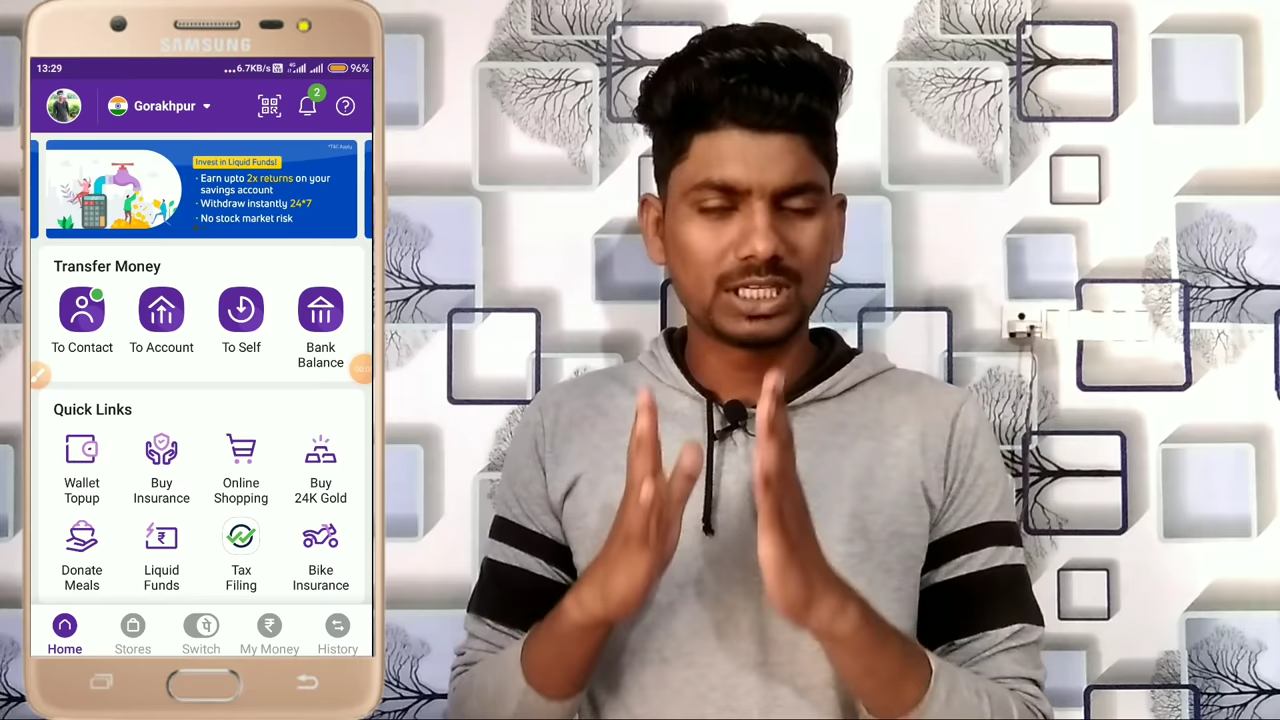 SAMSUNG
13:29
6.7KB/s
4G
96%
Gorakhpur
2
*T&C Apply
Invest in Liquid Funds!
· Earn upto 2x returns on your
savings account
· Withdraw instantly 24*7
· No stock market risk
Transfer Money
To Contact
To Account
To Self
Bank
Balance
Quick Links
Wallet
Topup
Buy
Insurance
Online
Shopping
Buy
24K Gold
Donate
Meals
₹
Liquid
Funds
Tax
Filing
Bike
Insurance
Home
Stores
पे
Switch
₹
My Money
History